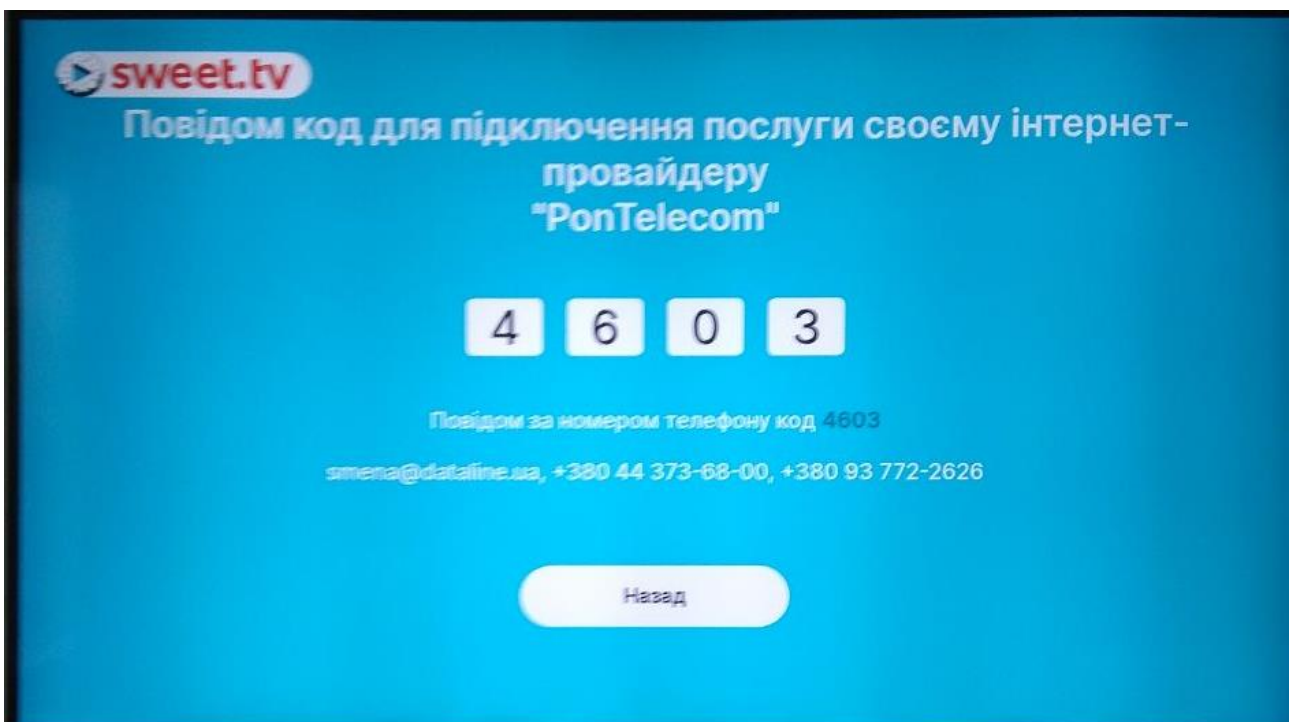 sweet.tv
Повідом код для підключення послуги своєму інтернет-
провайдеру
"PonTelecom"
4 6 0 3
Повідом за номером телефону код 4603
smena@dataline.ua, +380 44 373-68-00, +380 93 772-2626
Назад